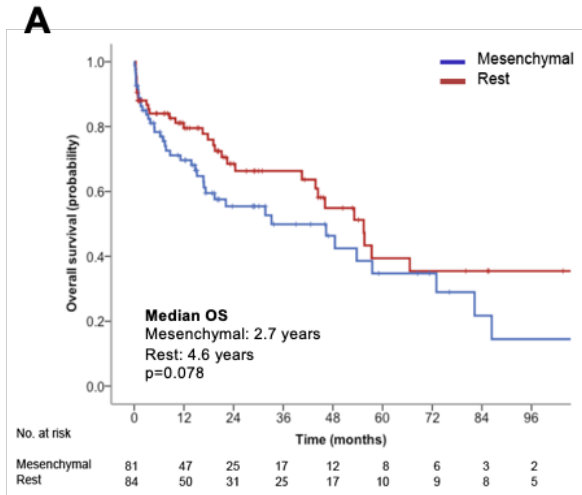 A
Mesenchymal
Rest
Overall survival (probability)
1.0
0.8
0.6
0.4
0.2
0.0
Median OS
Mesenchymal: 2.7 years
Rest: 4.6 years
p=0.078
0 12 24 36 48 60 72 84 96
No. at risk
Time (months)
Mesenchymal 81 47 25 17 12 8 6 3 2
Rest 84 50 31 25 17 10 9 8 5